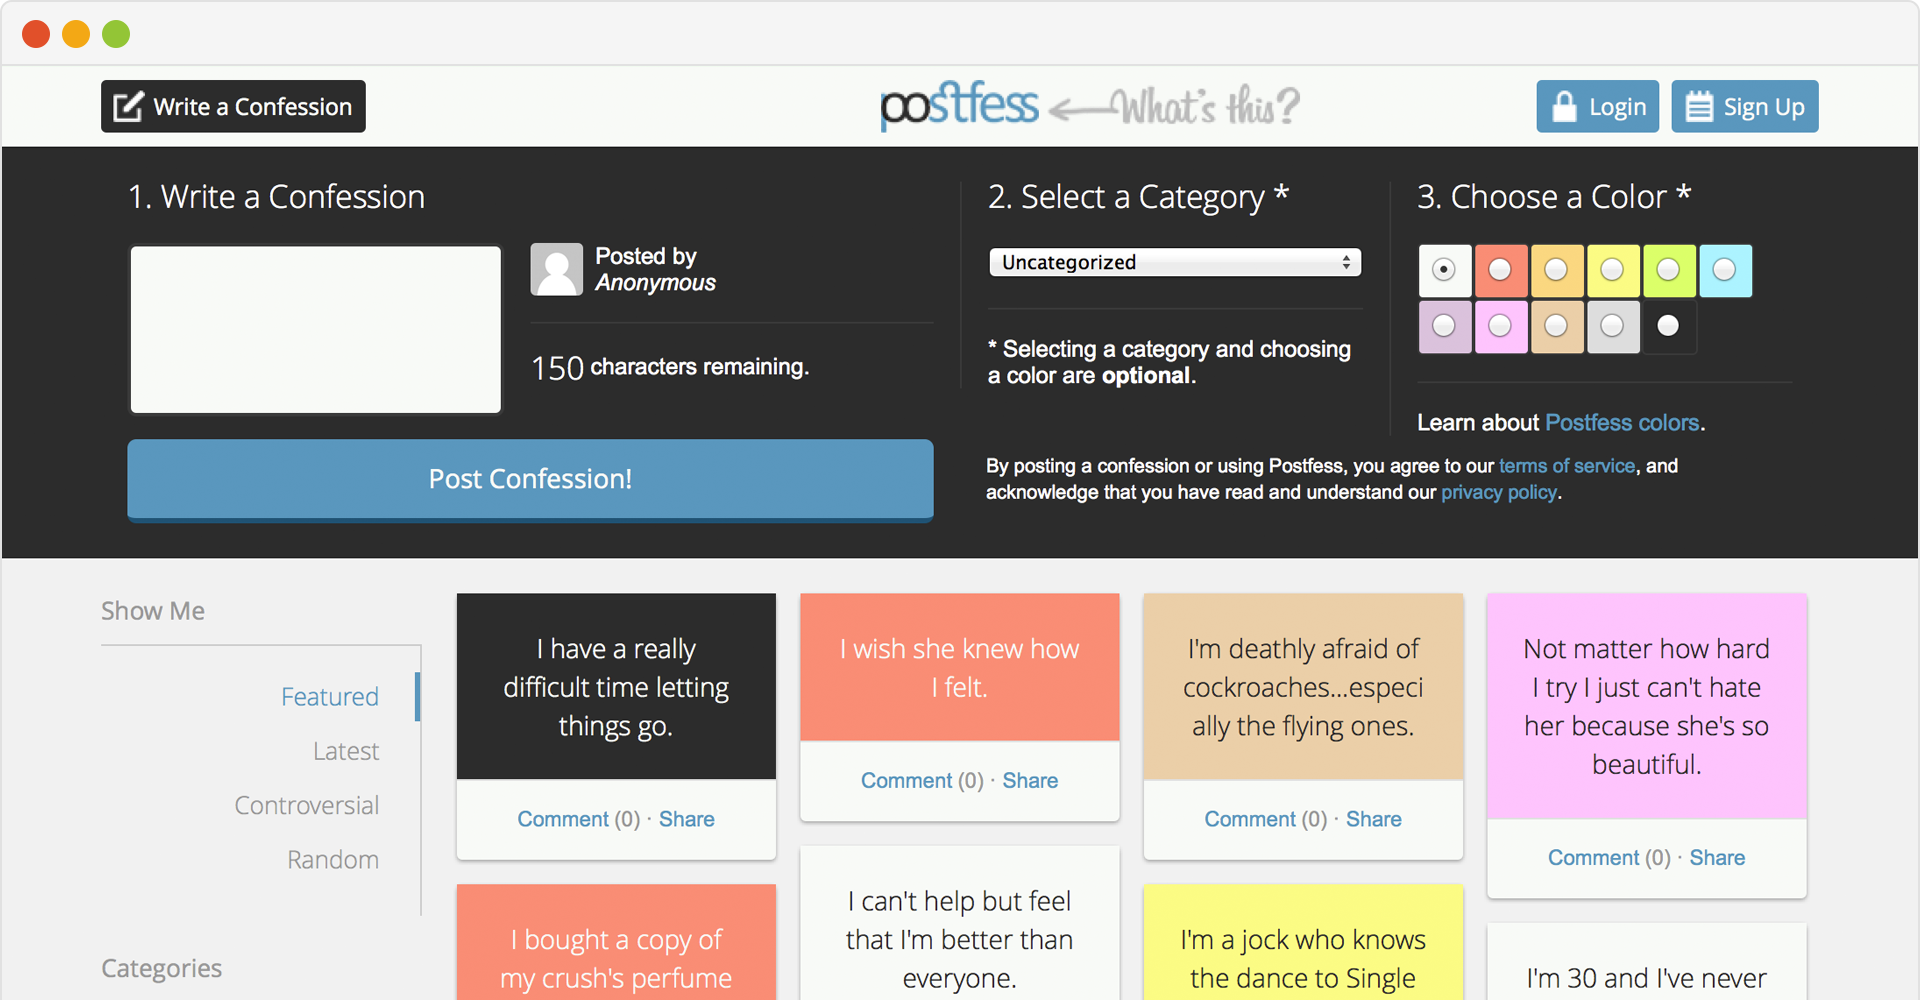 Write a Confession
postfess
What's this?
Login
Sign Up
1. Write a Confession
Posted by
Anonymous
150 characters remaining.
Post Confession!
2. Select a Category *
Uncategorized
* Selecting a category and choosing
a color are optional.
3. Choose a Color *
Learn about Postfess colors.
By posting a confession or using Postfess, you agree to our terms of service, and
acknowledge that you have read and understand our privacy policy.
Show Me
Featured
Latest
Controversial
Random
Categories
I have a really
difficult time letting
things go.
Comment (0) · Share
I bought a copy of
my crush's perfume
I wish she knew how
I felt.
Comment (0) · Share
I can't help but feel
that I'm better than
everyone.
I'm deathly afraid of
cockroaches...especi
ally the flying ones.
Comment (0) · Share
I'm a jock who knows
the dance to Single
Not matter how hard
I try I just can't hate
her because she's so
beautiful.
Comment (0) · Share
I'm 30 and I've never